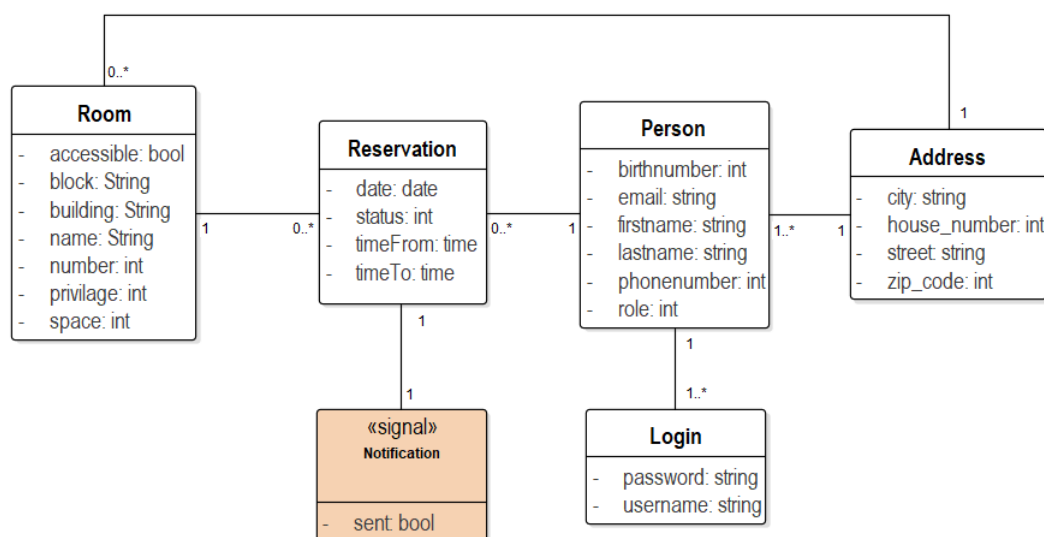 0..*
1
Room
- accessible: bool
- block: String
- building: String
- name: String
- number: int
- privilage: int
- space: int
1
0..*
Reservation
- date: date
- status: int
- timeFrom: time
- timeTo: time
0..*
1
Person
- birthnumber: int
- email: string
- firstname: string
- lastname: string
- phonenumber: int
- role: int
1..*
1
Address
- city: string
- house_number: int
- street: string
- zip_code: int
1
1
«signal»
Notification
- sent: bool
1
1..*
Login
- password: string
- username: string